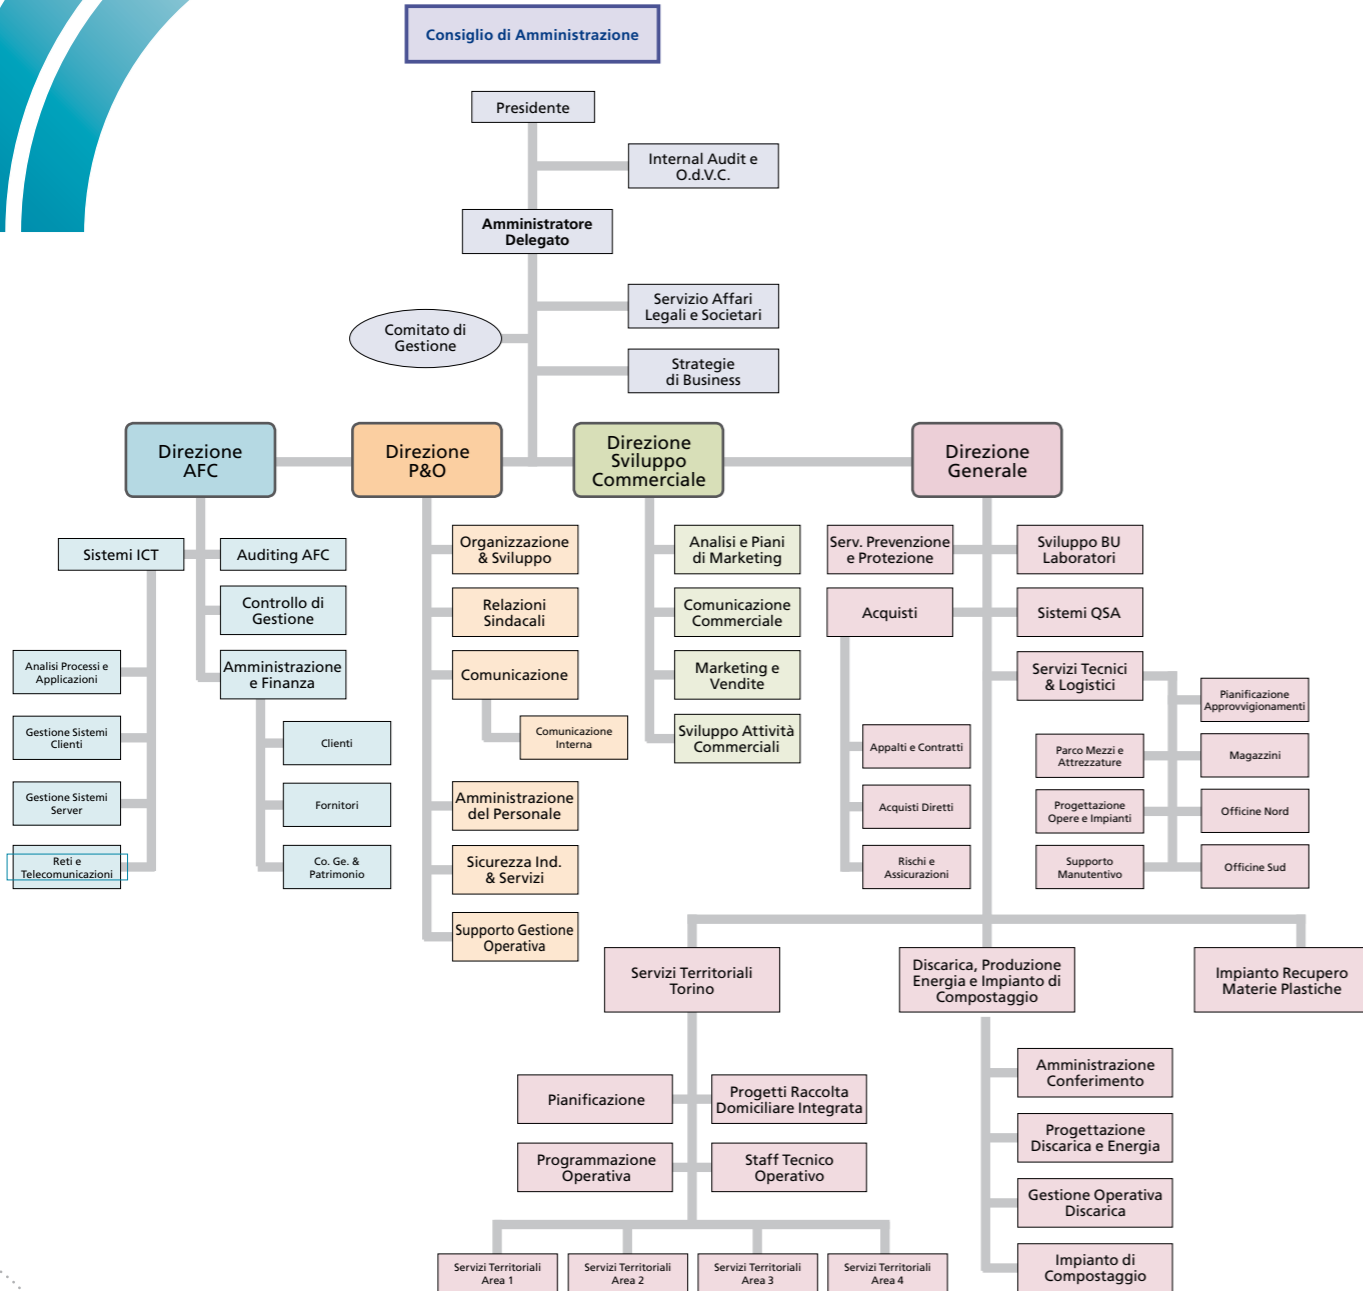 Consiglio di Amministrazione
Presidente
Internal Audit e
O.d.V.C.
Amministratore
Delegato
Servizio Affari
Legali e Societari
Comitato di
Gestione
Strategie
di Business
Direzione
AFC
Direzione
P&O
Direzione
Sviluppo
Commerciale
Direzione
Generale
Sistemi ICT
Auditing AFC
Controllo di
Gestione
Amministrazione
e Finanza
Analisi Processi e
Applicazioni
Gestione Sistemi
Clienti
Gestione Sistemi
Server
Reti e
Telecomunicazioni
Clienti
Fornitori
Co. Ge. &
Patrimonio
Organizzazione
& Sviluppo
Relazioni
Sindacali
Comunicazione
Comunicazione
Interna
Amministrazione
del Personale
Sicurezza Ind.
& Servizi
Supporto Gestione
Operativa
Analisi e Piani
di Marketing
Comunicazione
Commerciale
Marketing e
Vendite
Sviluppo Attività
Commerciali
Serv. Prevenzione
e Protezione
Sviluppo BU
Laboratori
Acquisti
Sistemi QSA
Servizi Tecnici
& Logistici
Appalti e Contratti
Acquisti Diretti
Rischi e
Assicurazioni
Pianificazione
Approvvigionamenti
Parco Mezzi e
Attrezzature
Magazzini
Progettazione
Opere e Impianti
Officine Nord
Supporto
Manutentivo
Officine Sud
Servizi Territoriali
Torino
Discarica, Produzione
Energia e Impianto di
Compostaggio
Impianto Recupero
Materie Plastiche
Pianificazione
Progetti Raccolta
Domiciliare Integrata
Programmazione
Operativa
Staff Tecnico
Operativo
Servizi Territoriali
Area 1
Servizi Territoriali
Area 2
Servizi Territoriali
Area 3
Servizi Territoriali
Area 4
Amministrazione
Conferimento
Progettazione
Discarica e Energia
Gestione Operativa
Discarica
Impianto di
Compostaggio